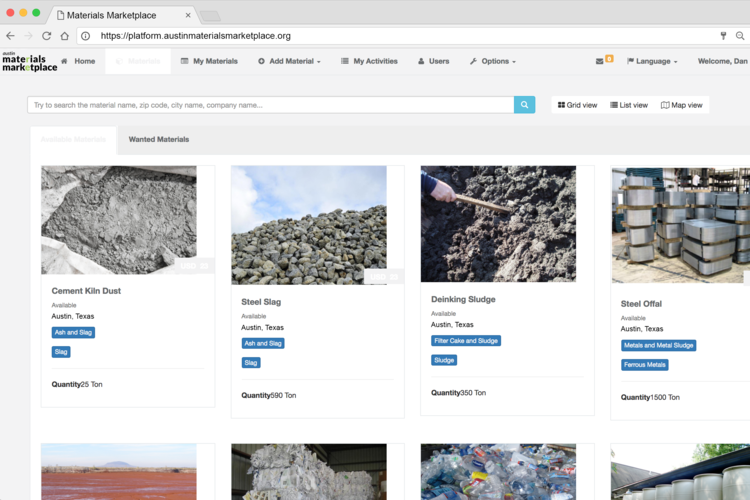 Materials Marketplace
https://platform.austinmaterialsmarketplace.org
austin
materials
marketplace
Home
Materials
My Materials
Add Material
My Activities
Users
Options
Language
Welcome, Dan
Try to search the material name, zip code, city name, company name...
Grid view
List view
Map view
Available Materials
Wanted Materials
Cement Kiln Dust
Available
Austin, Texas
Ash and Slag
Slag
Quantity25 Ton
Steel Slag
Available
Austin, Texas
Ash and Slag
Slag
Quantity590 Ton
Deinking Sludge
Available
Austin, Texas
Filter Cake and Sludge
Sludge
Quantity350 Ton
Steel Offal
Available
Austin, Texas
Metals and Metal Sludge
Ferrous Metals
Quantity1500 Ton